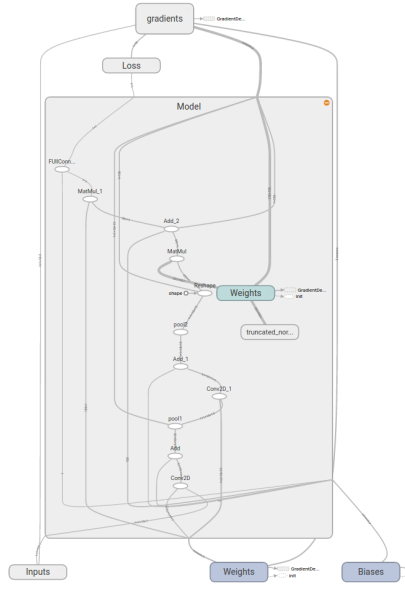 gradients
GradientDe...
Loss
Model
FUllConn...
MatMul_1
Add_2
MatMul
Reshape
shape
Weights
GradientDe...
init
truncated_nor...
pool2
Add_1
Conv2D_1
pool1
Add
Conv2D
Inputs
Weights
GradientDe...
init
Biases